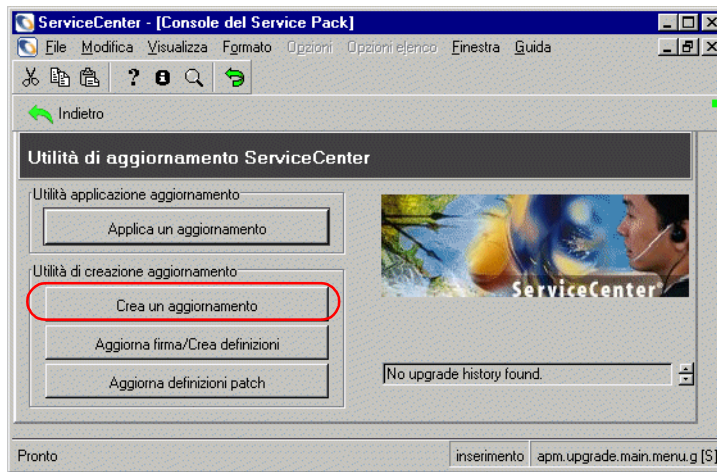 ServiceCenter - [Console del Service Pack]
File Modifica Visualizza Formato Opzioni Opzioni elenco Finestra Guida
Indietro
Utilità di aggiornamento ServiceCenter
Utilità applicazione aggiornamento
Applica un aggiornamento
Utilità di creazione aggiornamento
Crea un aggiornamento
Aggiorna firma/Crea definizioni
Aggiorna definizioni patch
ServiceCenter®
No upgrade history found.
Pronto
inserimento
apm.upgrade.main.menu.g [S]